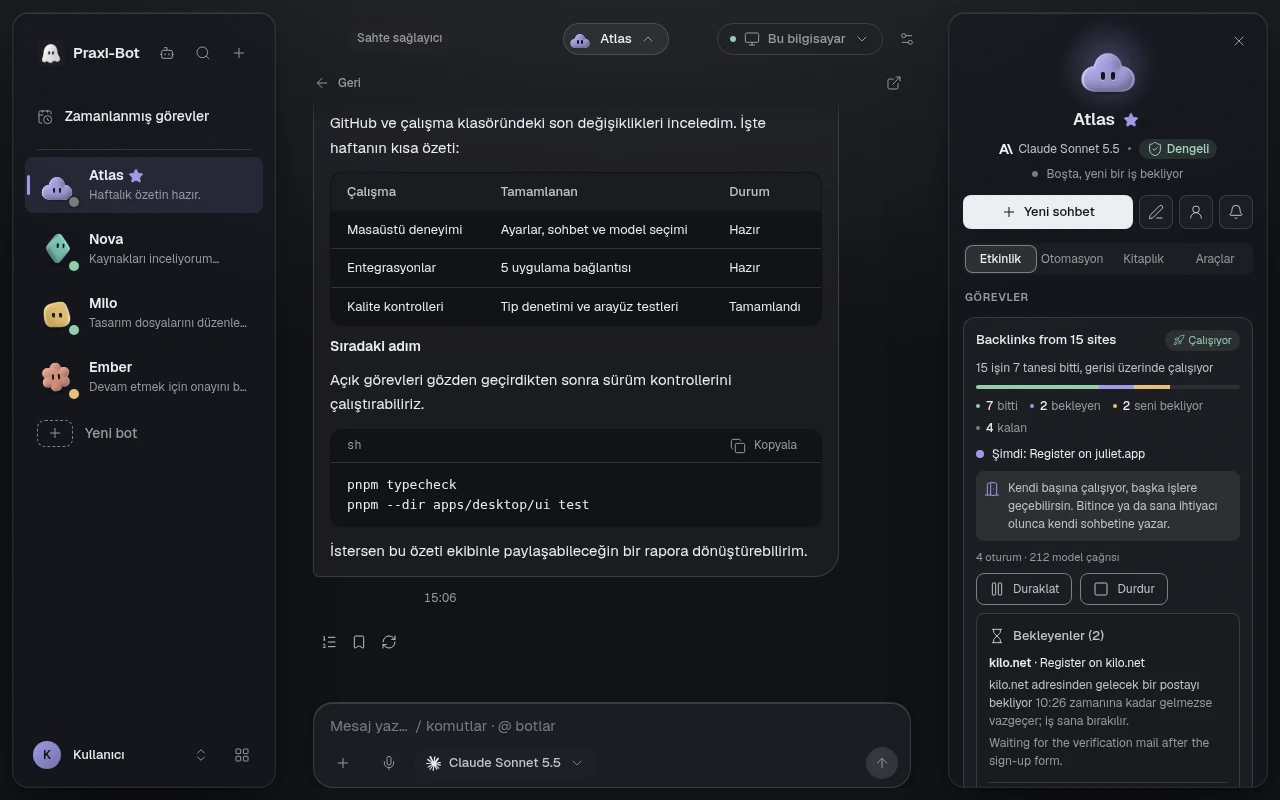 Praxi-Bot
Zamanlanmış görevler
Atlas
Haftalık özetin hazır.
Nova
Kaynakları inceliyorum…
Milo
Tasarım dosyalarını düzenle…
Ember
Devam etmek için onayını b…
Yeni bot
K
Kullanıcı
Sahte sağlayıcı
Atlas
Bu bilgisayar
Geri
GitHub ve çalışma klasöründeki son değişiklikleri inceledim. İşte
haftanın kısa özeti:
Çalışma Tamamlanan Durum
Masaüstü deneyimi Ayarlar, sohbet ve model seçimi Hazır
Entegrasyonlar 5 uygulama bağlantısı Hazır
Kalite kontrolleri Tip denetimi ve arayüz testleri Tamamlandı
Sıradaki adım
Açık görevleri gözden geçirdikten sonra sürüm kontrollerini
çalıştırabiliriz.
sh Kopyala
pnpm typecheck
pnpm --dir apps/desktop/ui test
İstersen bu özeti ekibinle paylaşabileceğin bir rapora dönüştürebilirim.
15:06
Mesaj yaz… / komutlar · @ botlar
Claude Sonnet 5.5
Atlas
Claude Sonnet 5.5 • Dengeli
Boşta, yeni bir iş bekliyor
Yeni sohbet
Etkinlik Otomasyon Kitaplık Araçlar
GÖREVLER
Backlinks from 15 sites Çalışıyor
15 işin 7 tanesi bitti, gerisi üzerinde çalışıyor
7 bitti 2 bekleyen 2 seni bekliyor
4 kalan
Şimdi: Register on juliet.app
Kendi başına çalışıyor, başka işlere
geçebilirsin. Bitince ya da sana ihtiyacı
olunca kendi sohbetine yazar.
4 oturum · 212 model çağrısı
Duraklat Durdur
Bekleyenler (2)
kilo.net · Register on kilo.net
kilo.net adresinden gelecek bir postayı
bekliyor 10:26 zamanına kadar gelmezse
vazgeçer; iş sana bırakılır.
Waiting for the verification mail after the
sign-up form.